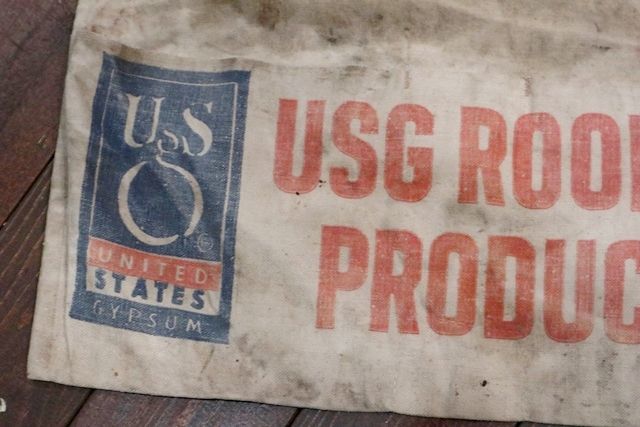 USG
®
UNITED
STATES
GYPSUM
USG ROO
PRODUC